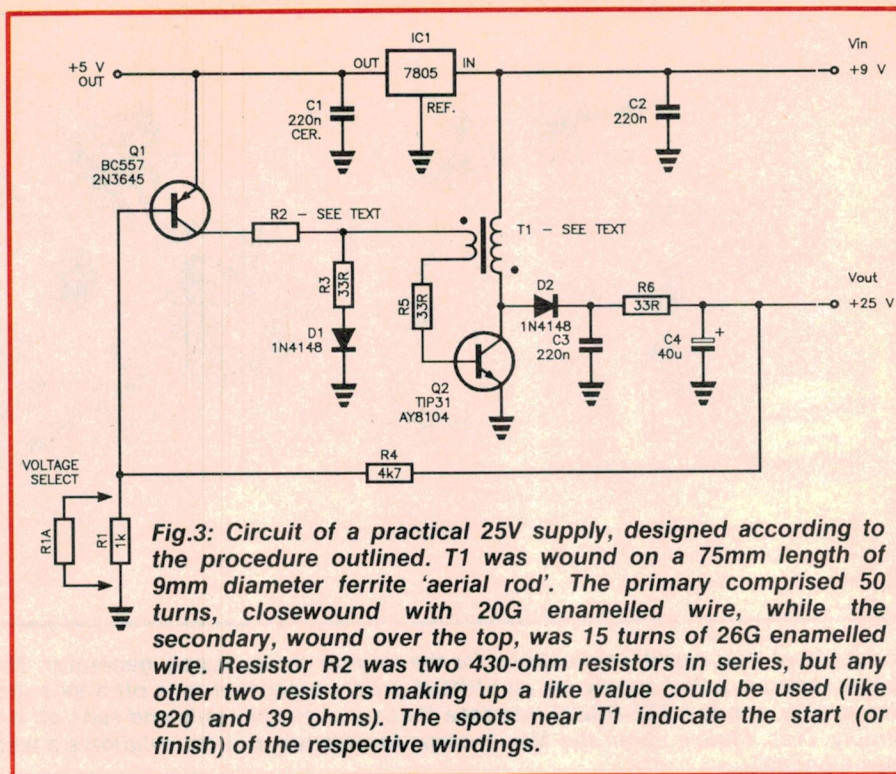 IC1
Vin
+5 V
OUT
OUT
7805
IN
+9 V
REF.
C1
220n
CER.
C2
220n
Q1
BC557
2N3645
R2 - SEE TEXT
T1 - SEE TEXT
R3
33R
R5
33R
D2
1N4148
R6
33R
Vout
+25 V
D1
1N4148
C3
220n
C4
40u
+
Q2
TIP31
AY8104
R4
4k7
VOLTAGE
SELECT
R1A
R1
1k
Fig.3: Circuit of a practical 25V supply, designed according to
the procedure outlined. T1 was wound on a 75mm length of
9mm diameter ferrite 'aerial rod'. The primary comprised 50
turns, closewound with 20G enamelled wire, while the
secondary, wound over the top, was 15 turns of 26G enamelled
wire. Resistor R2 was two 430-ohm resistors in series, but any
other two resistors making up a like value could be used (like
820 and 39 ohms). The spots near T1 indicate the start (or
finish) of the respective windings.